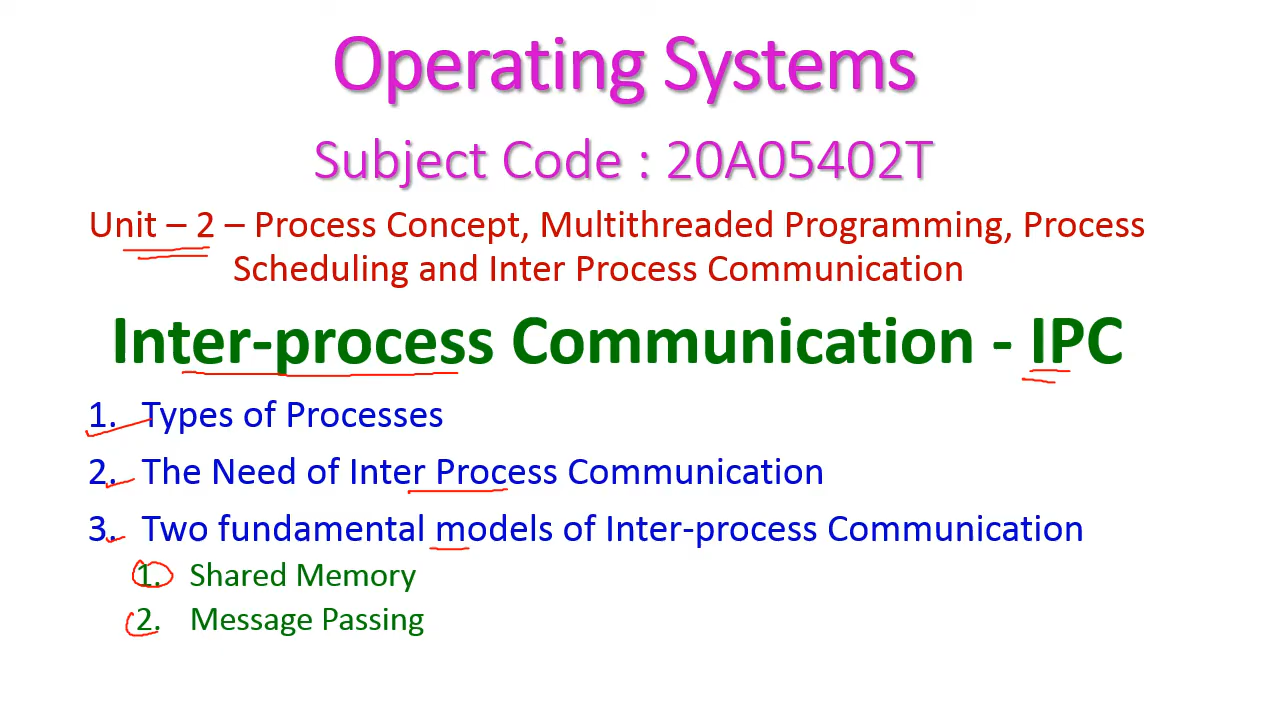 Operating Systems
Subject Code : 20A05402T
Unit – 2 – Process Concept, Multithreaded Programming, Process
Scheduling and Inter Process Communication
Inter-process Communication - IPC
1. Types of Processes
2. The Need of Inter Process Communication
3. Two fundamental models of Inter-process Communication
1. Shared Memory
2. Message Passing